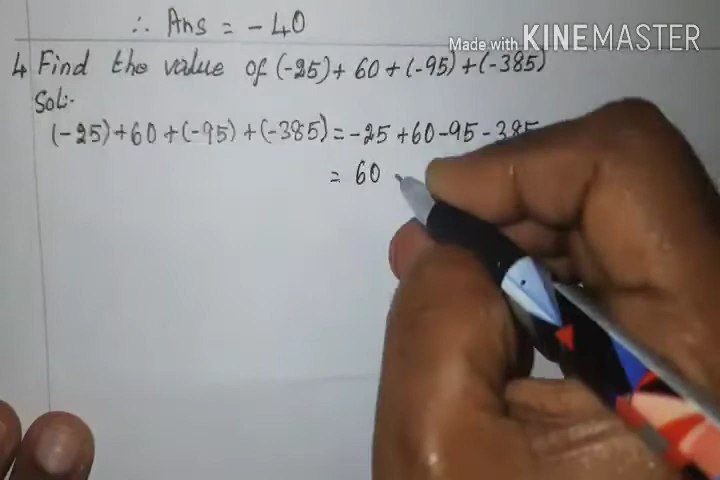 ∴ Ans = -40
Made with KINEMASTER
4 Find the value of (-25) + 60 + (-95) + (-385)
Sol:-
(-25) + 60 + (-95) + (-385) = -25 + 60 - 95 - 385
= 60